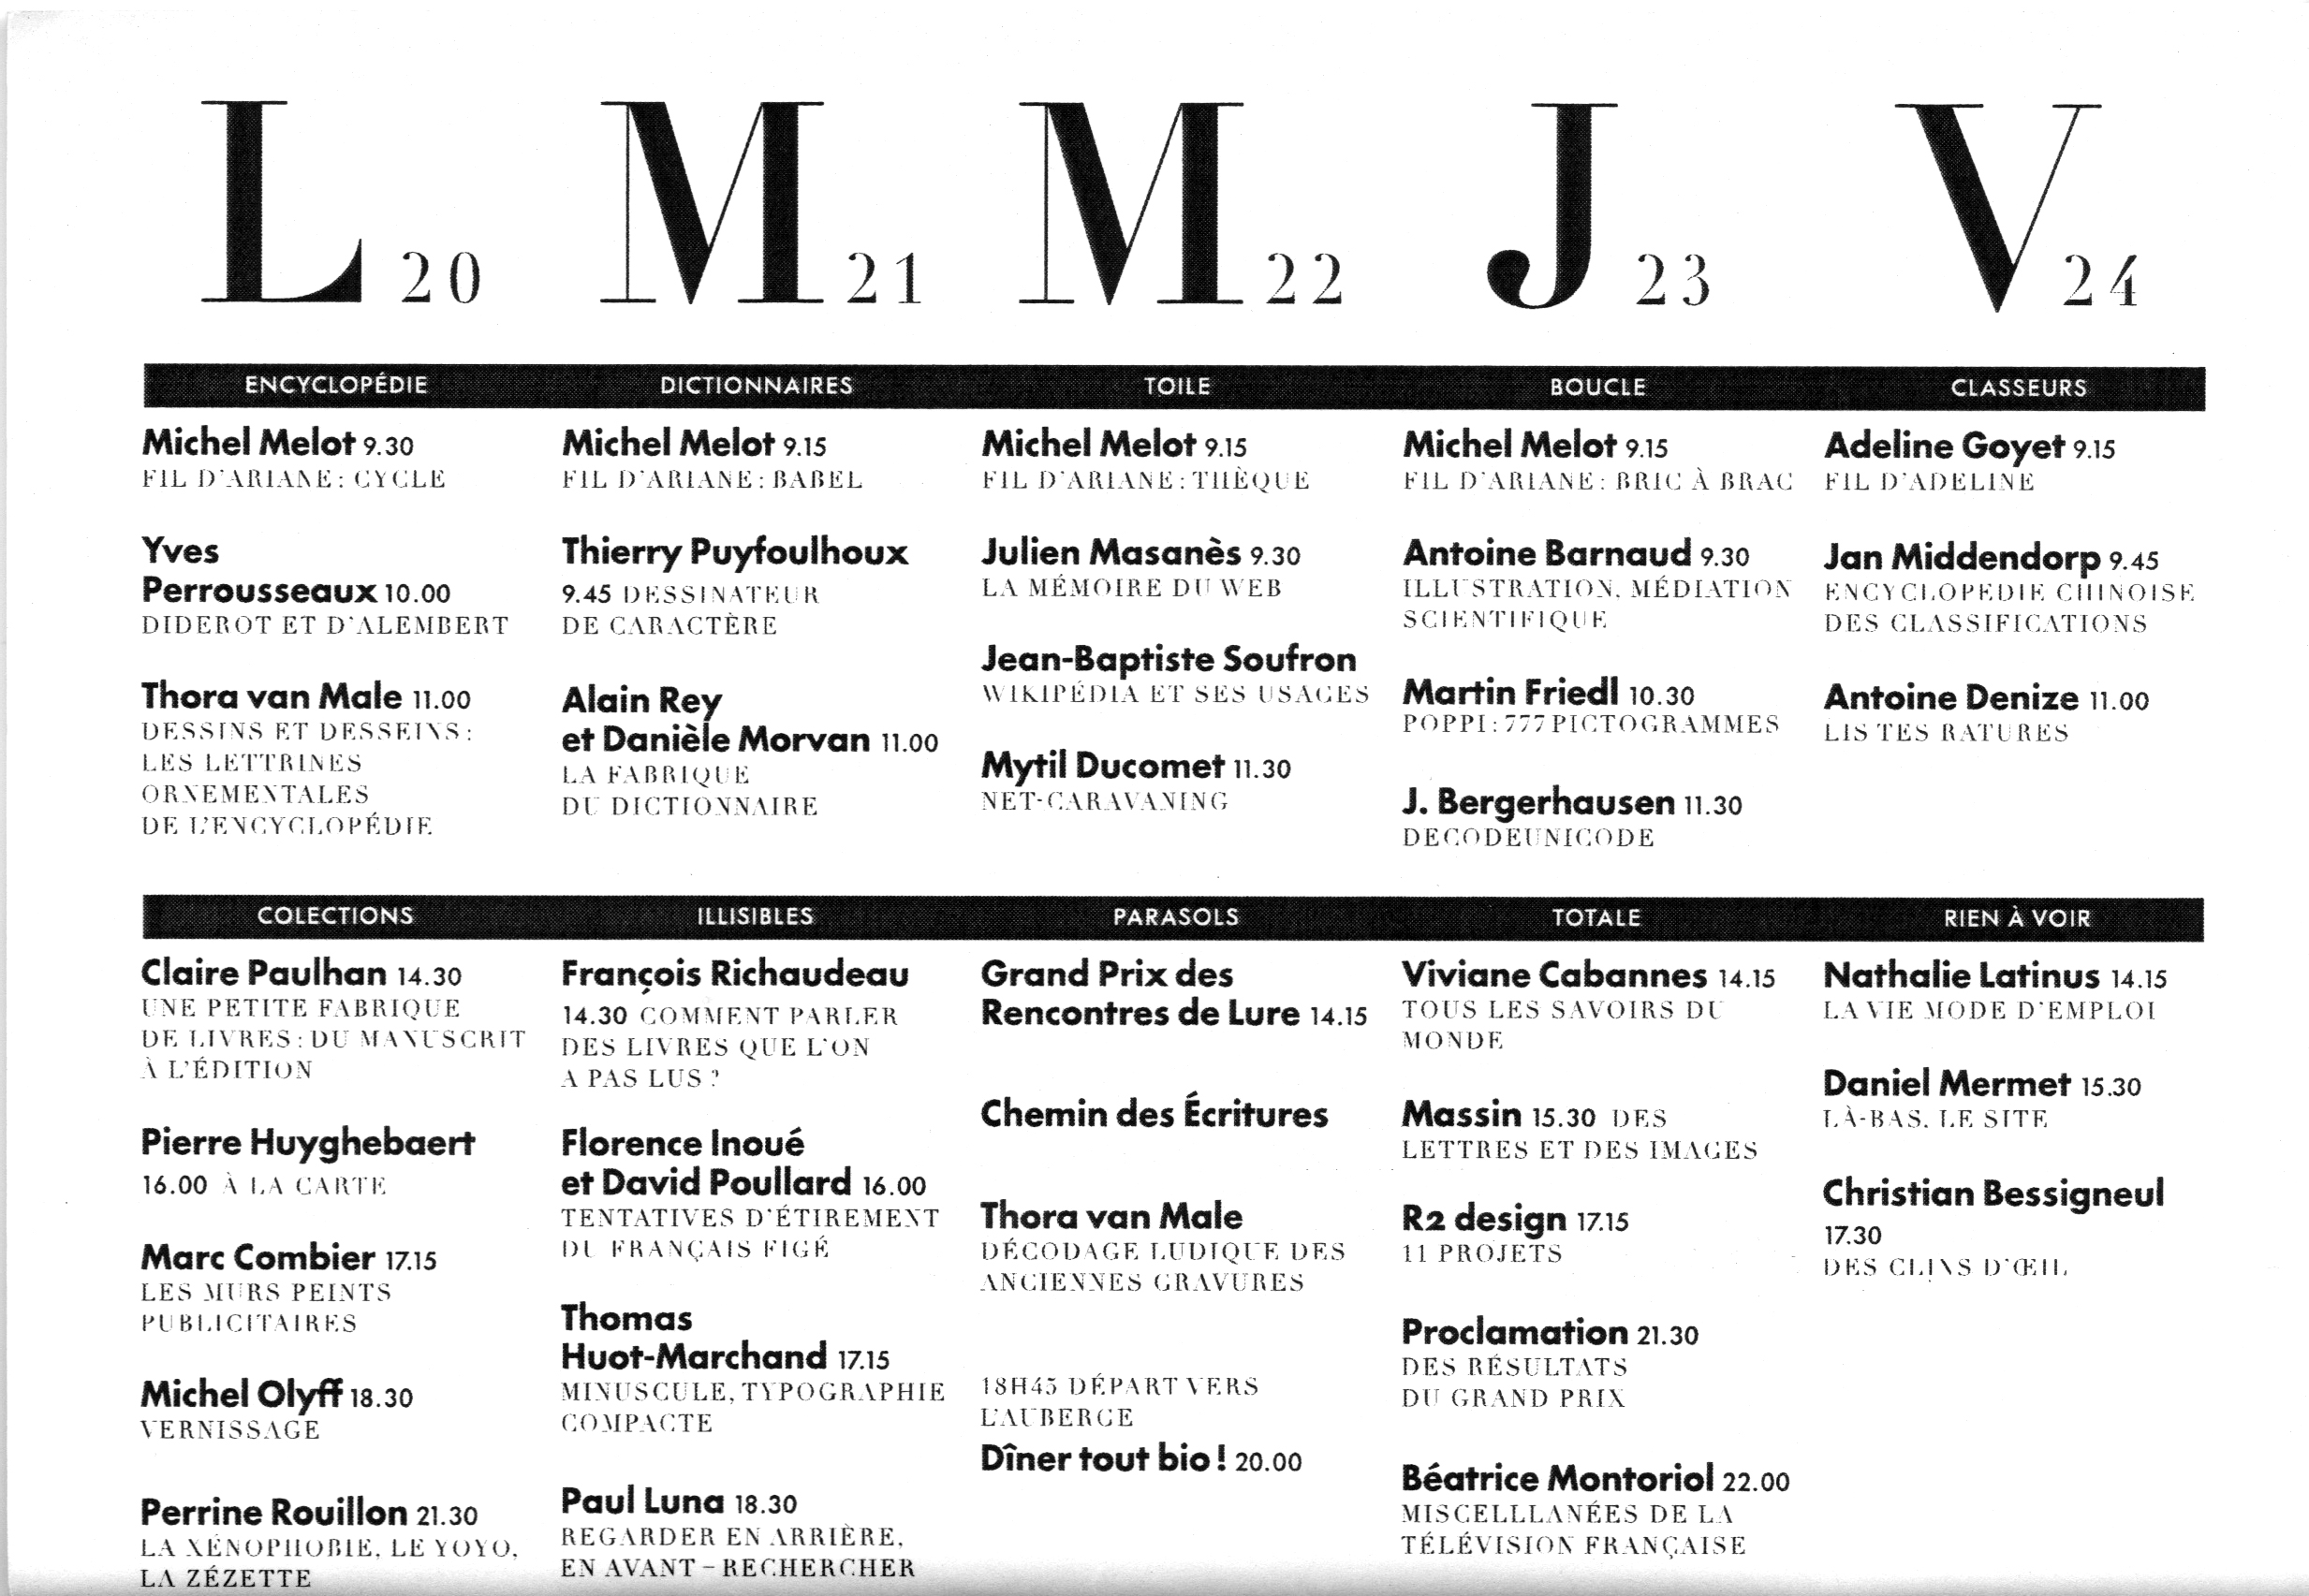 L 20
M 21
M 22
J 23
V 24
ENCYCLOPÉDIE
Michel Melot 9.30
FIL D'ARIANE : CYCLE
Yves
Perrousseaux 10.00
DIDEROT ET D'ALEMBERT
Thora van Male 11.00
DESSINS ET DESSEINS :
LES LETTRINES
ORNEMENTALES
DE L'ENCYCLOPÉDIE
DICTIONNAIRES
Michel Melot 9.15
FIL D'ARIANE : BABEL
Thierry Puyfoulhoux
9.45 DESSINATEUR
DE CARACTÈRE
Alain Rey
et Danièle Morvan 11.00
LA FABRIQUE
DU DICTIONNAIRE
TOILE
Michel Melot 9.15
FIL D'ARIANE : THÈQUE
Julien Masanès 9.30
LA MÉMOIRE DU WEB
Jean-Baptiste Soufron
WIKIPÉDIA ET SES USAGES
Mytil Ducomet 11.30
NET-CARAVANING
BOUCLE
Michel Melot 9.15
FIL D'ARIANE : BRIC À BRAC
Antoine Barnaud 9.30
ILLUSTRATION, MÉDIATION
SCIENTIFIQUE
Martin Friedl 10.30
POPPI : 777 PICTOGRAMMES
J. Bergerhausen 11.30
DECODEUNICODE
CLASSEURS
Adeline Goyet 9.15
FIL D'ADELINE
Jan Middendorp 9.45
ENCYCLOPEDIE CHINOISE
DES CLASSIFICATIONS
Antoine Denize 11.00
LIS TES RATURES
COLECTIONS
Claire Paulhan 14.30
UNE PETITE FABRIQUE
DE LIVRES : DU MANUSCRIT
À L'ÉDITION
Pierre Huyghebaert
16.00 À LA CARTE
Marc Combier 17.15
LES MURS PEINTS
PUBLICITAIRES
Michel Olyff 18.30
VERNISSAGE
Perrine Rouillon 21.30
LA XÉNOPHOBIE, LE YOYO,
LA ZÉZETTE
ILLISIBLES
François Richaudeau
14.30 COMMENT PARLER
DES LIVRES QUE L'ON
A PAS LUS ?
Florence Inoué
et David Poullard 16.00
TENTATIVES D'ÉTIREMENT
DU FRANÇAIS FIGÉ
Thomas
Huot-Marchand 17.15
MINUSCULE, TYPOGRAPHIE
COMPACTE
Paul Luna 18.30
REGARDER EN ARRIÈRE,
EN AVANT – RECHERCHER
PARASOLS
Grand Prix des
Rencontres de Lure 14.15
Chemin des Écritures
Thora van Male
DÉCODAGE LUDIQUE DES
ANCIENNES GRAVURES
18H45 DÉPART VERS
L'AUBERGE
Dîner tout bio ! 20.00
TOTALE
Viviane Cabannes 14.15
TOUS LES SAVOIRS DU
MONDE
Massin 15.30 DES
LETTRES ET DES IMAGES
R2 design 17.15
11 PROJETS
Proclamation 21.30
DES RÉSULTATS
DU GRAND PRIX
Béatrice Montoriol 22.00
MISCELLLANÉES DE LA
TÉLÉVISION FRANÇAISE
RIEN À VOIR
Nathalie Latinus 14.15
LA VIE MODE D'EMPLOI
Daniel Mermet 15.30
LÀ-BAS, LE SITE
Christian Bessigneul
17.30
DES CLINS D'ŒIL